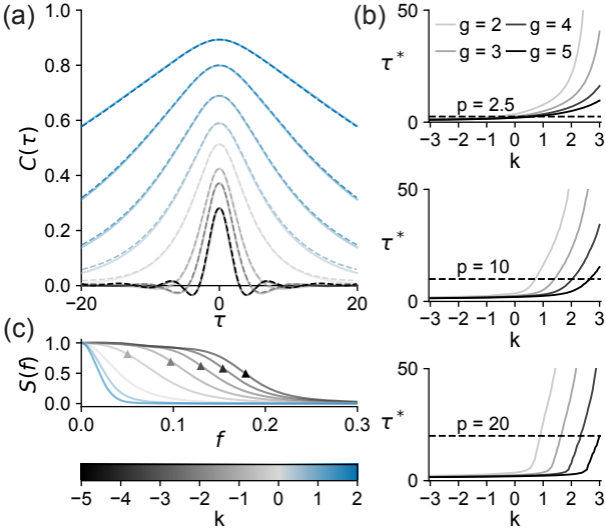 (a)
1.0
0.8
0.6
0.4
0.2
0.0
C(τ)
−20
0
20
τ
(b)
50
τ*
0
g = 2
g = 4
g = 3
g = 5
p = 2.5
−3 −2 −1 0 1 2 3
k
50
τ*
0
p = 10
−3 −2 −1 0 1 2 3
k
50
τ*
0
p = 20
−3 −2 −1 0 1 2 3
k
(c)
1.0
0.5
0.0
S(f)
0.0 0.1 0.2 0.3
f
−5 −4 −3 −2 −1 0 1 2
k